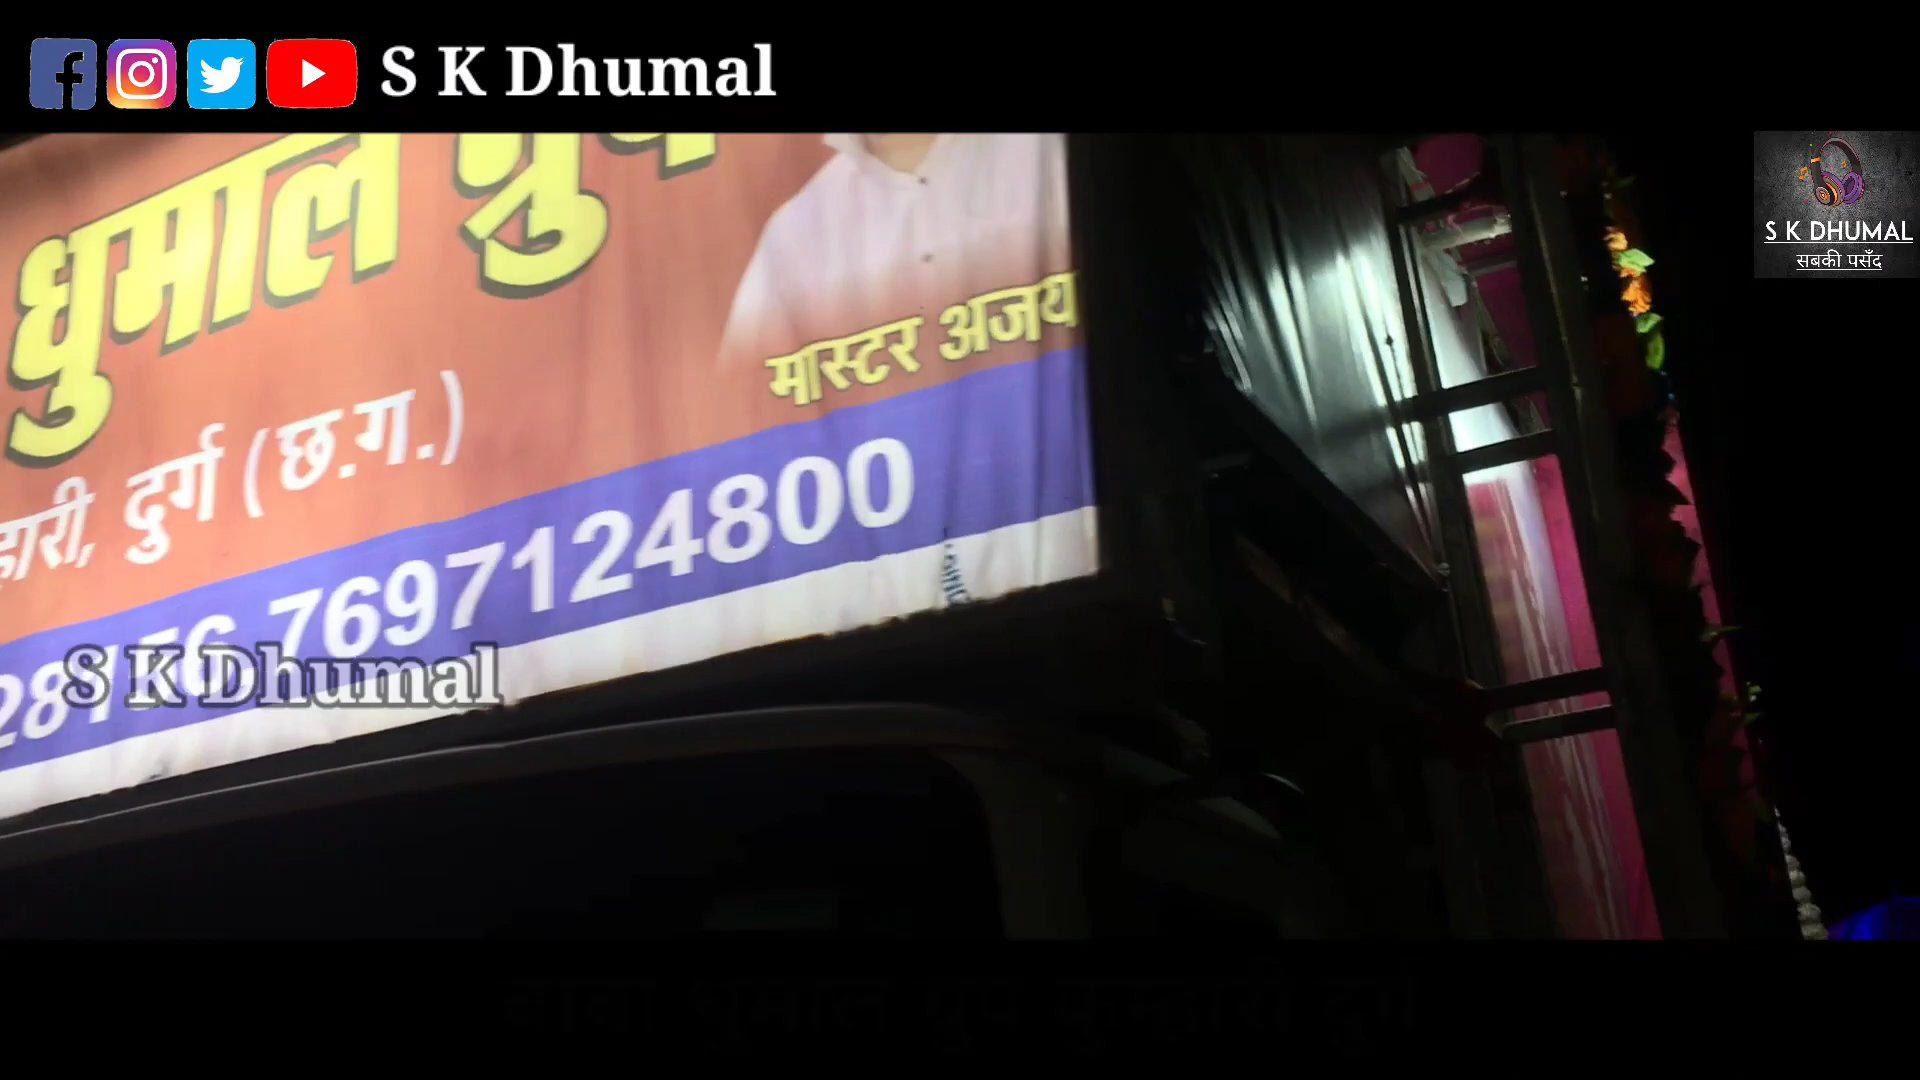 S K Dhumal
धुमाल ग्रुप
S K DHUMAL
सबकी पसँद
मास्टर अजय
दुर्ग (छ.ग.)
7697124800
S K Dhumal